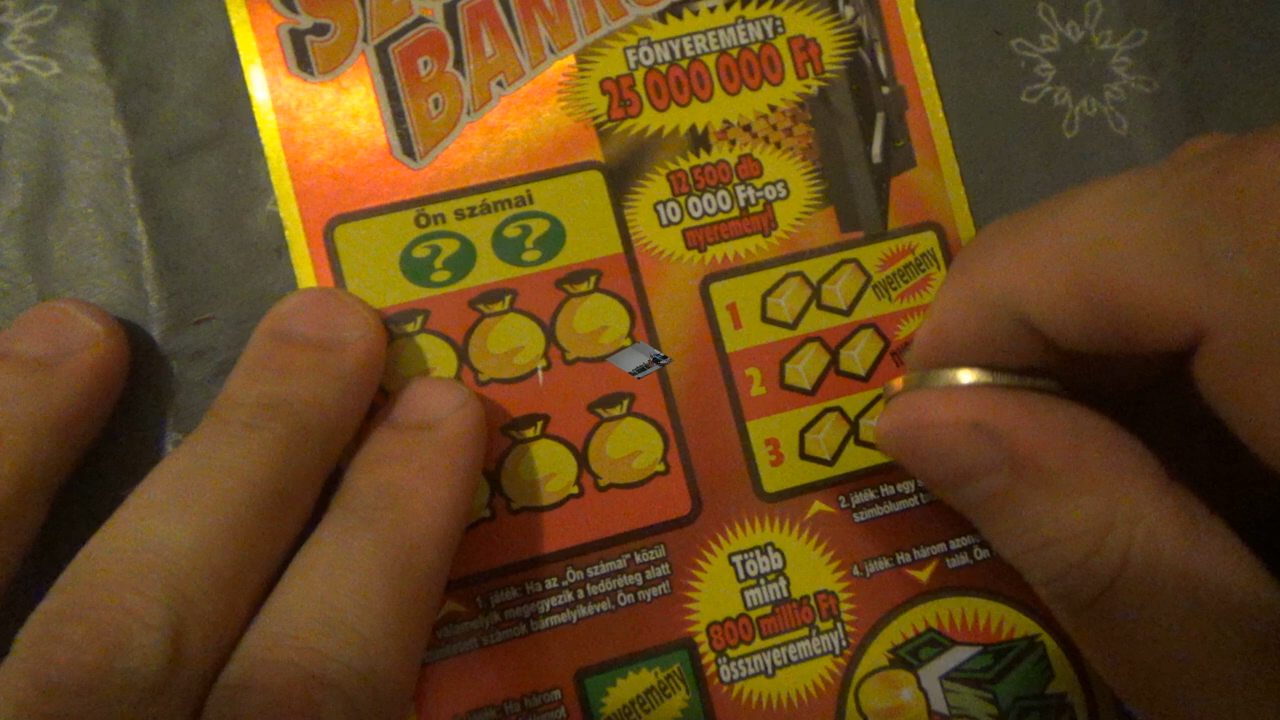 BANK
FŐNYEREMÉNY:
25 000 000 Ft
12 500 db
10 000 Ft-os
nyeremény!
Ön számai
? ?
1
nyeremény
2
3
2. játék: Ha egy
szimbólumot
4. játék: Ha három
talál, Ön
1. játék: Ha az „Ön számai” közül
valamelyik megegyezik a fedőréteg alatt
számok bármelyikével, Ön nyert!
Több
mint
800 millió Ft
össznyeremény!
Ha három
nyeremény